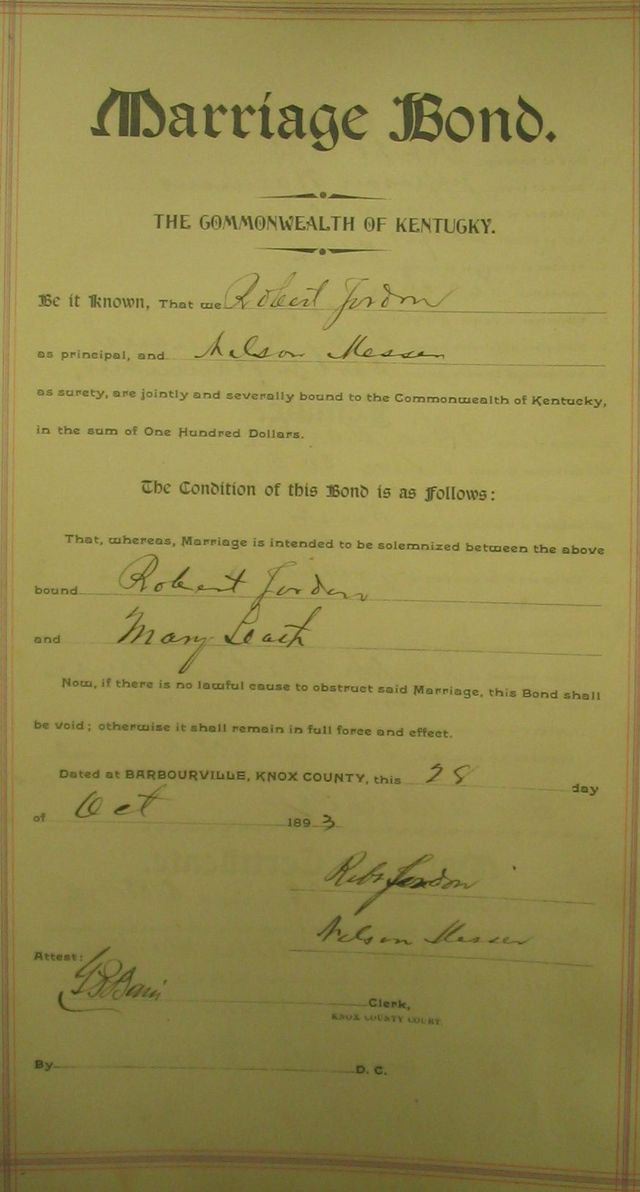 Marriage Bond.
THE COMMONWEALTH OF KENTUCKY.
Be it Known, That we Robert Jordon
as principal, and Nelson Messer
as surety, are jointly and severally bound to the Commonwealth of Kentucky,
in the sum of One Hundred Dollars.
The Condition of this Bond is as follows:
That, whereas, Marriage is intended to be solemnized between the above
bound Robert Jordon
and Mary Leath
Now, if there is no lawful cause to obstruct said Marriage, this Bond shall
be void; otherwise it shall remain in full force and effect.
Dated at BARBOURVILLE, KNOX COUNTY, this 28 day
of Oct 1893
Robt Jordon
Nelson Messer
Attest:
Clerk,
KNOX COUNTY COURT.
By D. C.